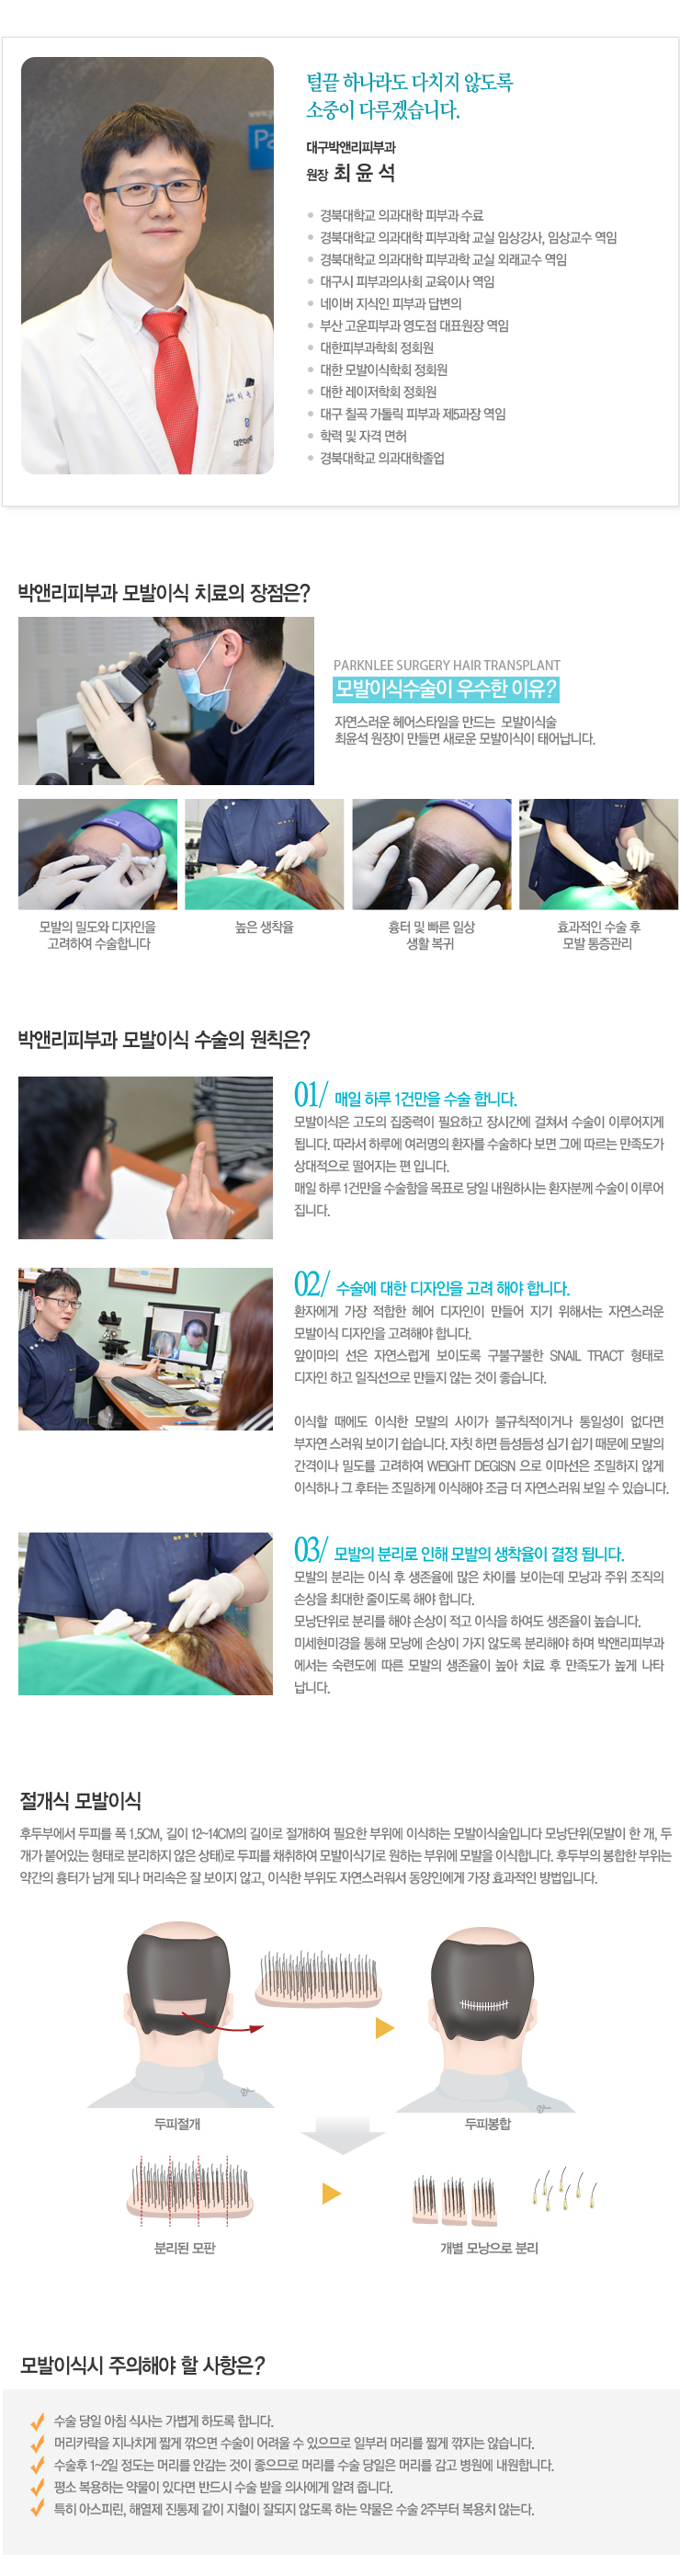 털끝 하나라도 다치지 않도록
소중이 다루겠습니다.
대구박앤리피부과
원장 최 윤 석
경북대학교 의과대학 피부과 수료
경북대학교 의과대학 피부과학 교실 임상강사, 임상교수 역임
경북대학교 의과대학 피부과학 교실 외래교수 역임
대구시 피부과의사회 교육이사 역임
네이버 지식인 피부과 답변의
부산 고운피부과 영도점 대표원장 역임
대한피부과학회 정회원
대한 모발이식학회 정회원
대한 레이저학회 정회원
대구 칠곡 가톨릭 피부과 제5과장 역임
학력 및 자격 면허
경북대학교 의과대학졸업
박앤리피부과 모발이식 치료의 장점은?
PARKNLEE SURGERY HAIR TRANSPLANT
모발이식수술이 우수한 이유?
자연스러운 헤어스타일을 만드는 모발이식술
최윤석 원장이 만들면 새로운 모발이식이 태어납니다.
모발의 밀도와 디자인을
고려하여 수술합니다
높은 생착율
흉터 및 빠른 일상
생활 복귀
효과적인 수술 후
모발 통증관리
박앤리피부과 모발이식 수술의 원칙은?
01/ 매일 하루 1건만을 수술 합니다.
모발이식은 고도의 집중력이 필요하고 장시간에 걸쳐서 수술이 이루어지게
됩니다. 따라서 하루에 여러명의 환자를 수술하다 보면 그에 따르는 만족도가
상대적으로 떨어지는 편 입니다.
매일 하루 1건만을 수술함을 목표로 당일 내원하시는 환자분께 수술이 이루어
집니다.
02/ 수술에 대한 디자인을 고려 해야 합니다.
환자에게 가장 적합한 헤어 디자인이 만들어 지기 위해서는 자연스러운
모발이식 디자인을 고려해야 합니다.
앞이마의 선은 자연스럽게 보이도록 구불구불한 SNAIL TRACT 형태로
디자인 하고 일직선으로 만들지 않는 것이 좋습니다.
이식할 때에도 이식한 모발의 사이가 불규칙적이거나 통일성이 없다면
부자연 스러워 보이기 쉽습니다. 자칫 하면 듬성듬성 심기 쉽기 때문에 모발의
간격이나 밀도를 고려하여 WEIGHT DEGISN 으로 이마선은 조밀하지 않게
이식하나 그 후터는 조밀하게 이식해야 조금 더 자연스러워 보일 수 있습니다.
03/ 모발의 분리로 인해 모발의 생착율이 결정 됩니다.
모발의 분리는 이식 후 생존율에 많은 차이를 보이는데 모낭과 주위 조직의
손상을 최대한 줄이도록 해야 합니다.
모낭단위로 분리를 해야 손상이 적고 이식을 하여도 생존율이 높습니다.
미세현미경을 통해 모낭에 손상이 가지 않도록 분리해야 하며 박앤리피부과
에서는 숙련도에 따른 모발의 생존율이 높아 치료 후 만족도가 높게 나타
납니다.
절개식 모발이식
후두부에서 두피를 폭 1.5CM, 길이 12~14CM의 길이로 절개하여 필요한 부위에 이식하는 모발이식술입니다 모낭단위(모발이 한 개, 두
개가 붙어있는 형태로 분리하지 않은 상태)로 두피를 채취하여 모발이식기로 원하는 부위에 모발을 이식합니다. 후두부의 봉합한 부위는
약간의 흉터가 남게 되나 머리속은 잘 보이지 않고, 이식한 부위도 자연스러워서 동양인에게 가장 효과적인 방법입니다.
두피절개
두피봉합
분리된 모판
개별 모낭으로 분리
모발이식시 주의해야 할 사항은?
수술 당일 아침 식사는 가볍게 하도록 합니다.
머리카락을 지나치게 짧게 깎으면 수술이 어려울 수 있으므로 일부러 머리를 짧게 깎지는 않습니다.
수술후 1~2일 정도는 머리를 안감는 것이 좋으므로 머리를 수술 당일은 머리를 감고 병원에 내원합니다.
평소 복용하는 약물이 있다면 반드시 수술 받을 의사에게 알려 줍니다.
특히 아스피린, 해열제 진통제 같이 지혈이 잘되지 않도록 하는 약물은 수술 2주부터 복용치 않는다.